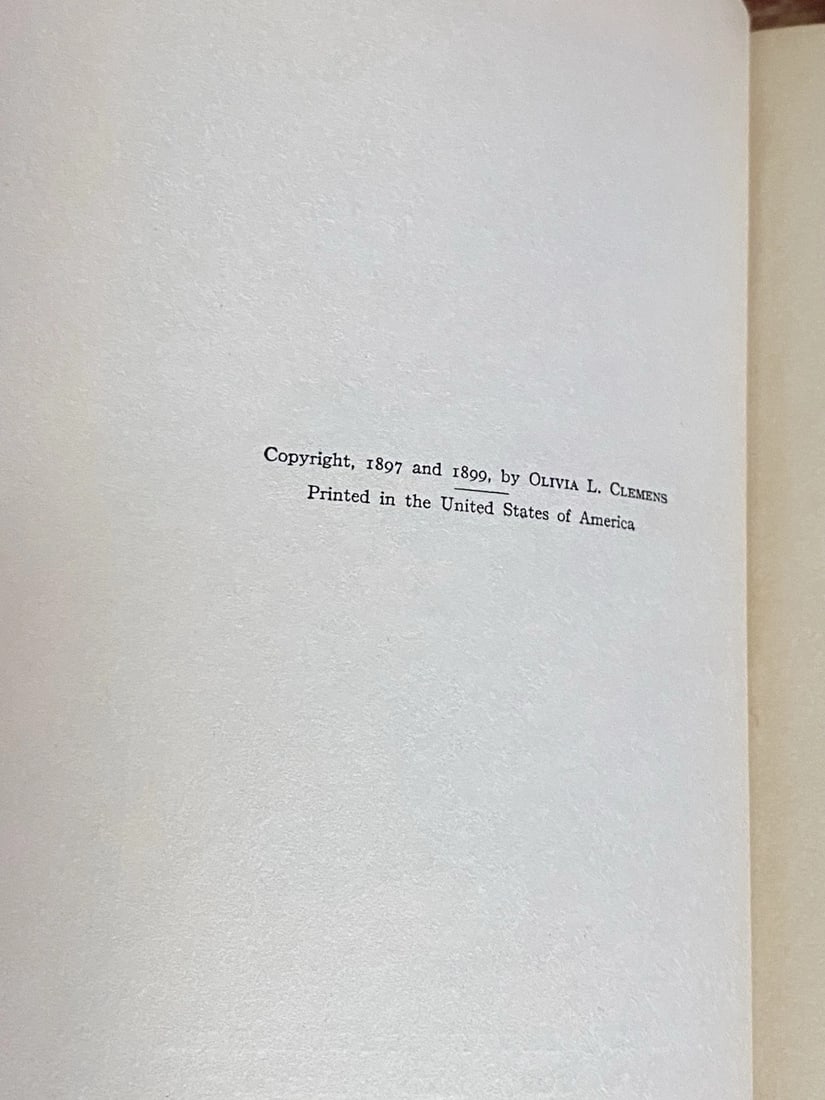 Copyright, 1897 and 1899, by OLIVIA L. CLEMENS
Printed in the United States of America